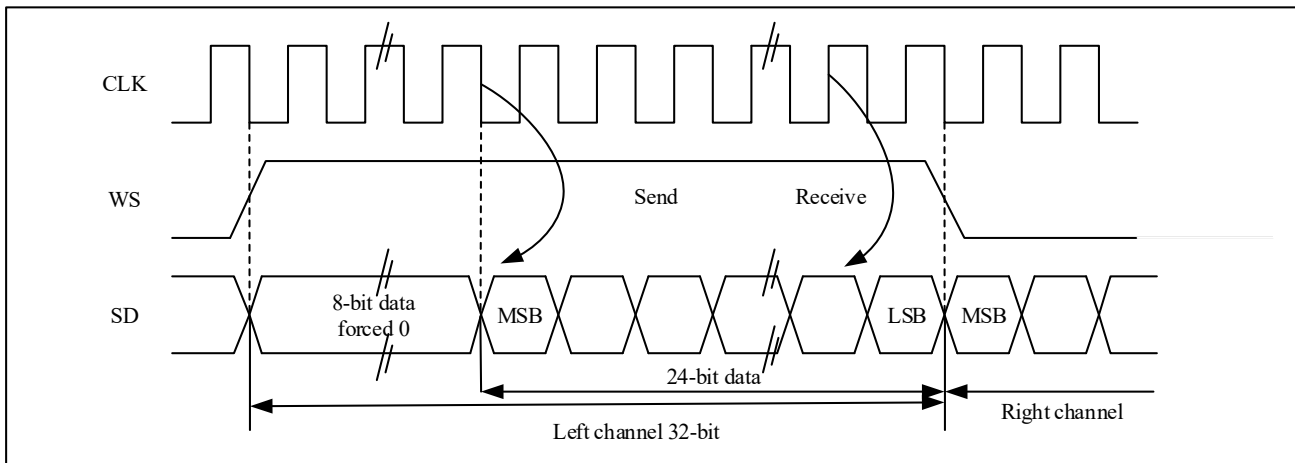 CLK
WS
Send
Receive
SD
8-bit data
forced 0
MSB
LSB
MSB
24-bit data
Right channel
Left channel 32-bit